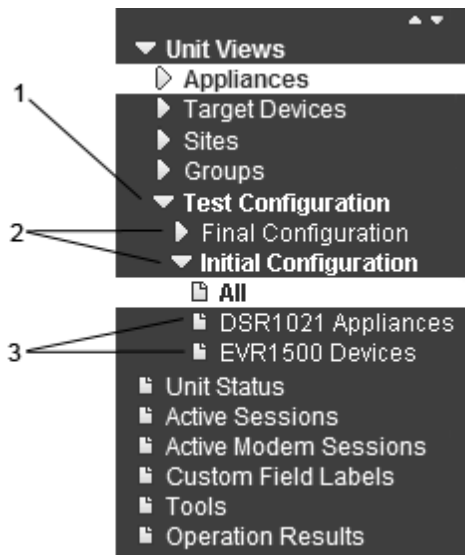 Unit Views
Appliances
1
Target Devices
Sites
Groups
Test Configuration
2
Final Configuration
Initial Configuration
All
DSR1021 Appliances
3
EVR1500 Devices
Unit Status
Active Sessions
Active Modem Sessions
Custom Field Labels
Tools
Operation Results